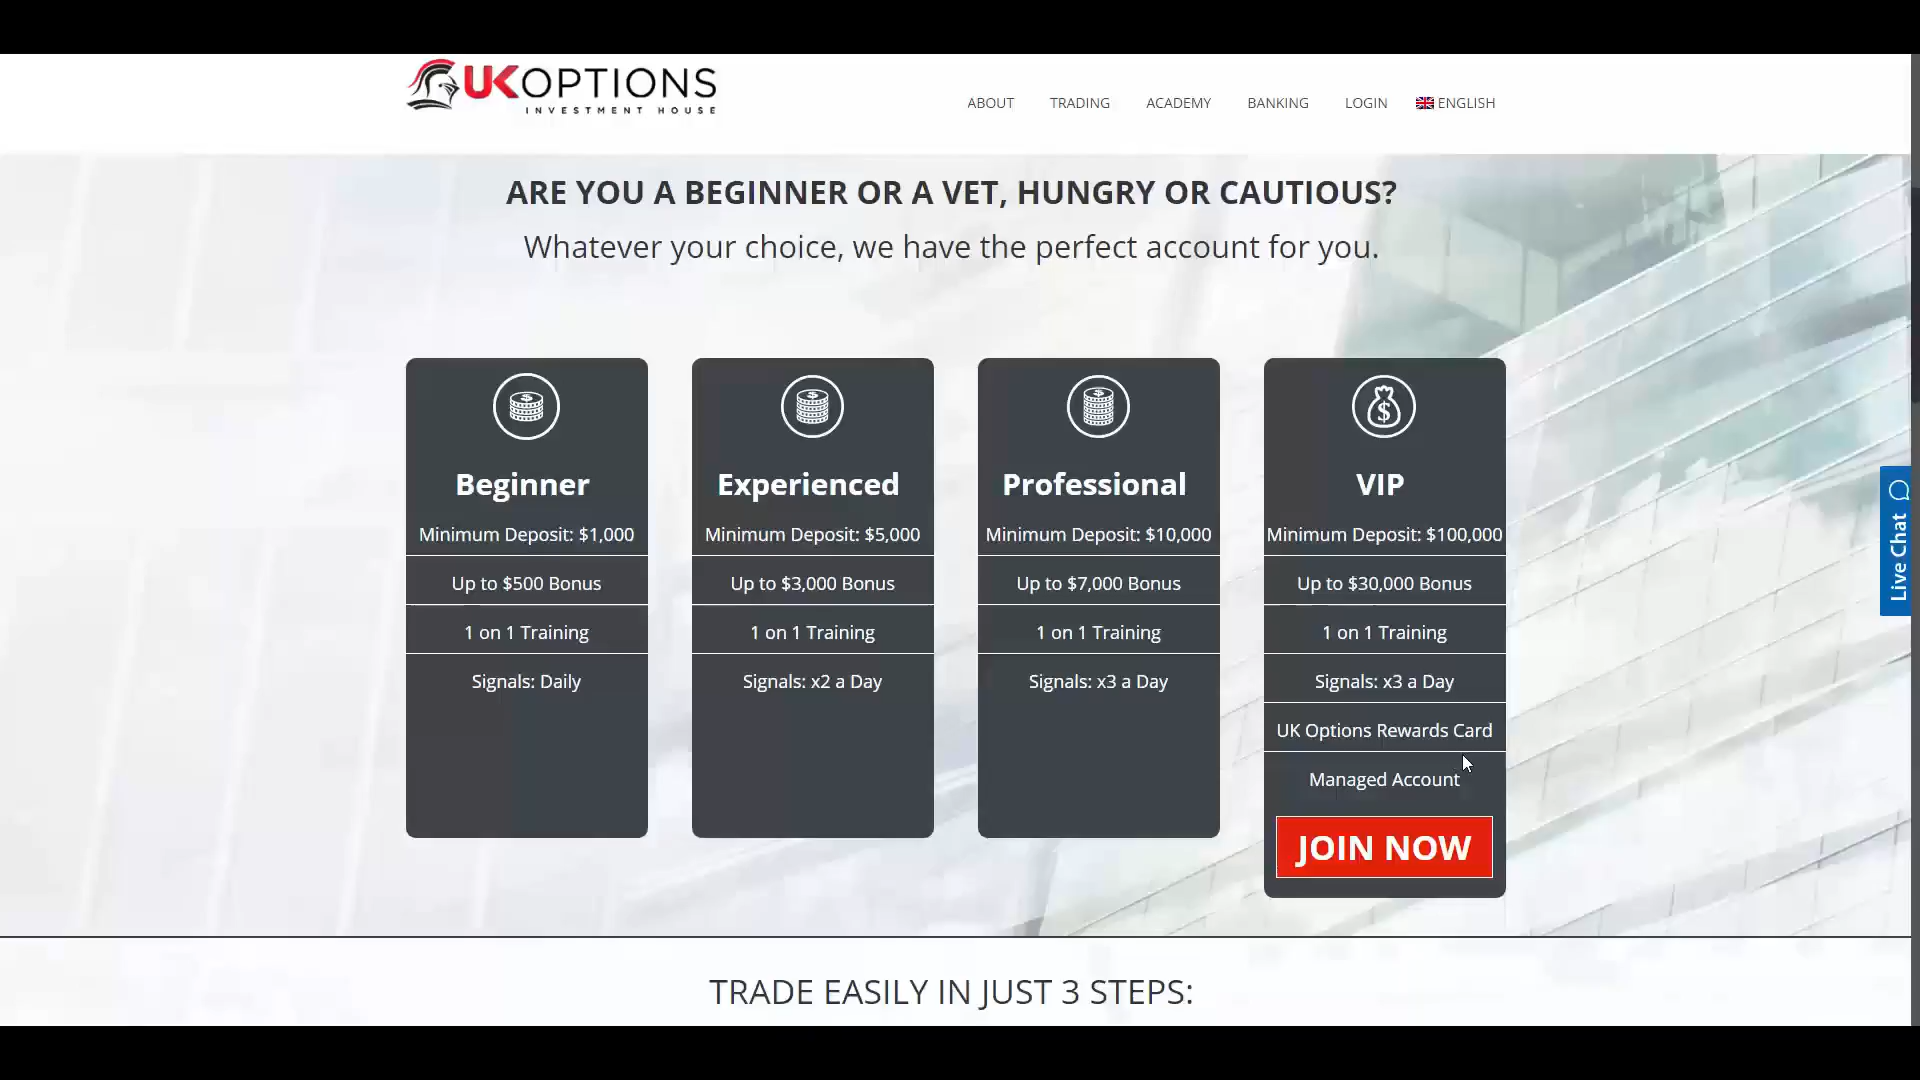 UKOPTIONS
INVESTMENT HOUSE
ABOUT TRADING ACADEMY BANKING LOGIN ENGLISH
ARE YOU A BEGINNER OR A VET, HUNGRY OR CAUTIOUS?
Whatever your choice, we have the perfect account for you.
Beginner
Minimum Deposit: $1,000
Up to $500 Bonus
1 on 1 Training
Signals: Daily
Experienced
Minimum Deposit: $5,000
Up to $3,000 Bonus
1 on 1 Training
Signals: x2 a Day
Professional
Minimum Deposit: $10,000
Up to $7,000 Bonus
1 on 1 Training
Signals: x3 a Day
VIP
Minimum Deposit: $100,000
Up to $30,000 Bonus
1 on 1 Training
Signals: x3 a Day
UK Options Rewards Card
Managed Account
JOIN NOW
Live Chat
TRADE EASILY IN JUST 3 STEPS: